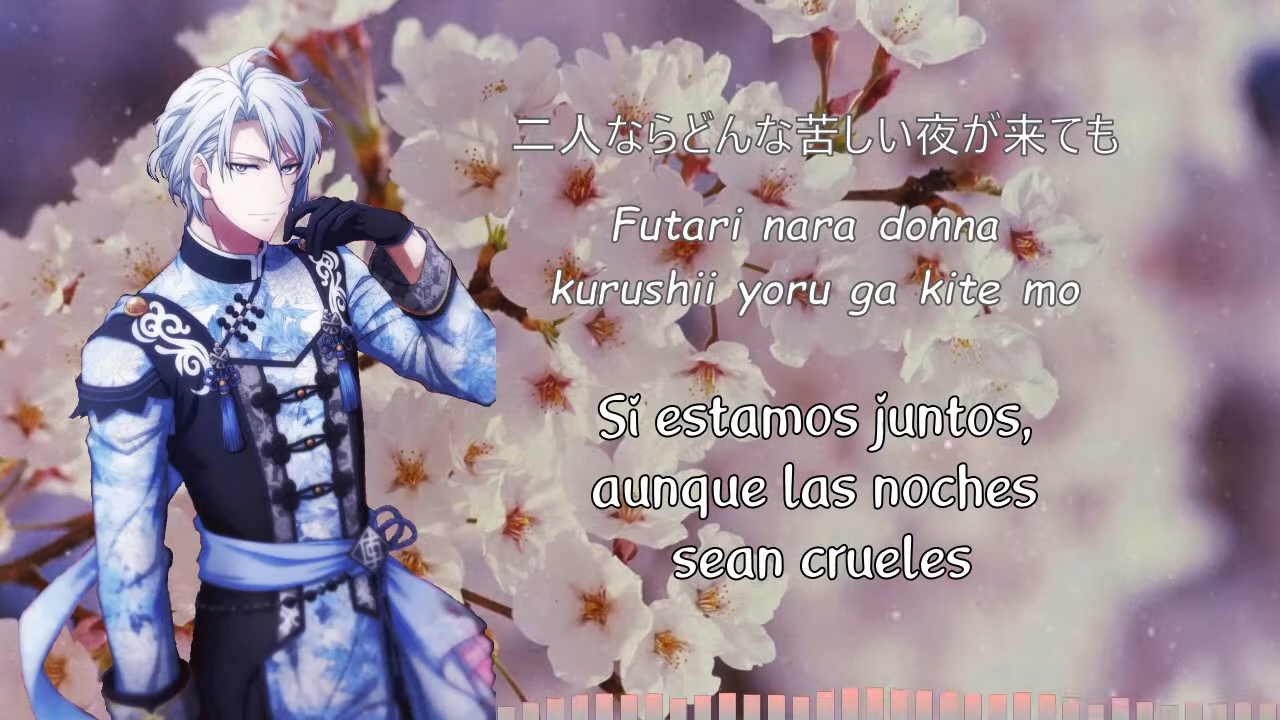 二人ならどんな苦しい夜が来ても
Futari nara donna
kurushii yoru ga kite mo
Si estamos juntos,
aunque las noches
sean crueles